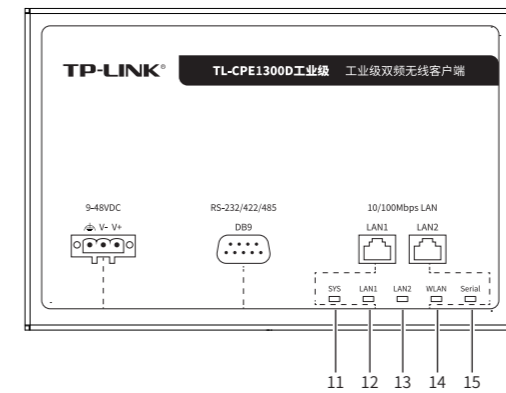 TP-LINK® TL-CPE1300D工业级 工业级双频无线客户端
9-48VDC RS-232/422/485 10/100Mbps LAN
V- V+ DB9 LAN1 LAN2
SYS LAN1 LAN2 WLAN Serial
11 12 13 14 15